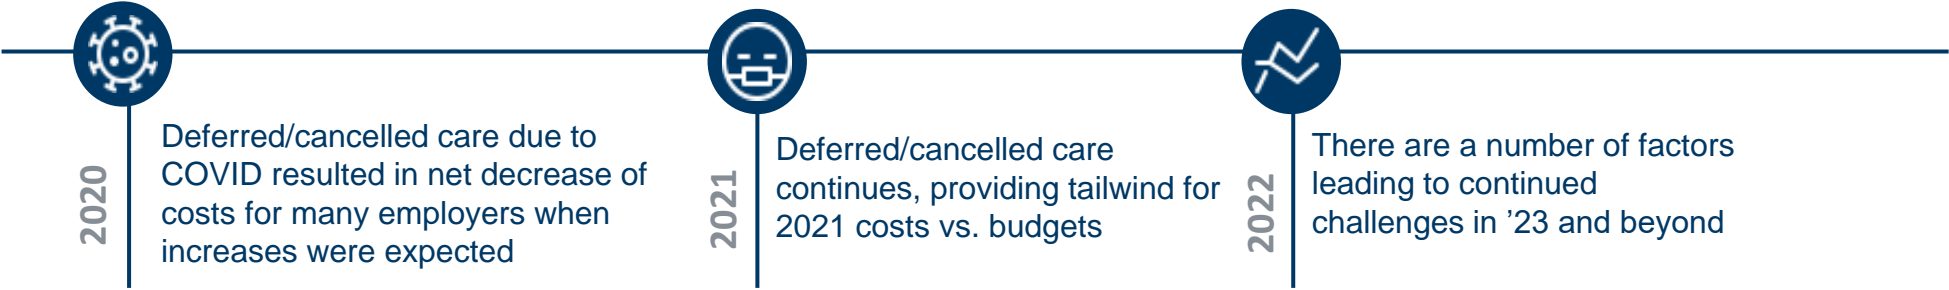 2020
Deferred/cancelled care due to
COVID resulted in net decrease of
costs for many employers when
increases were expected
2021
Deferred/cancelled care
continues, providing tailwind for
2021 costs vs. budgets
2022
There are a number of factors
leading to continued
challenges in ’23 and beyond